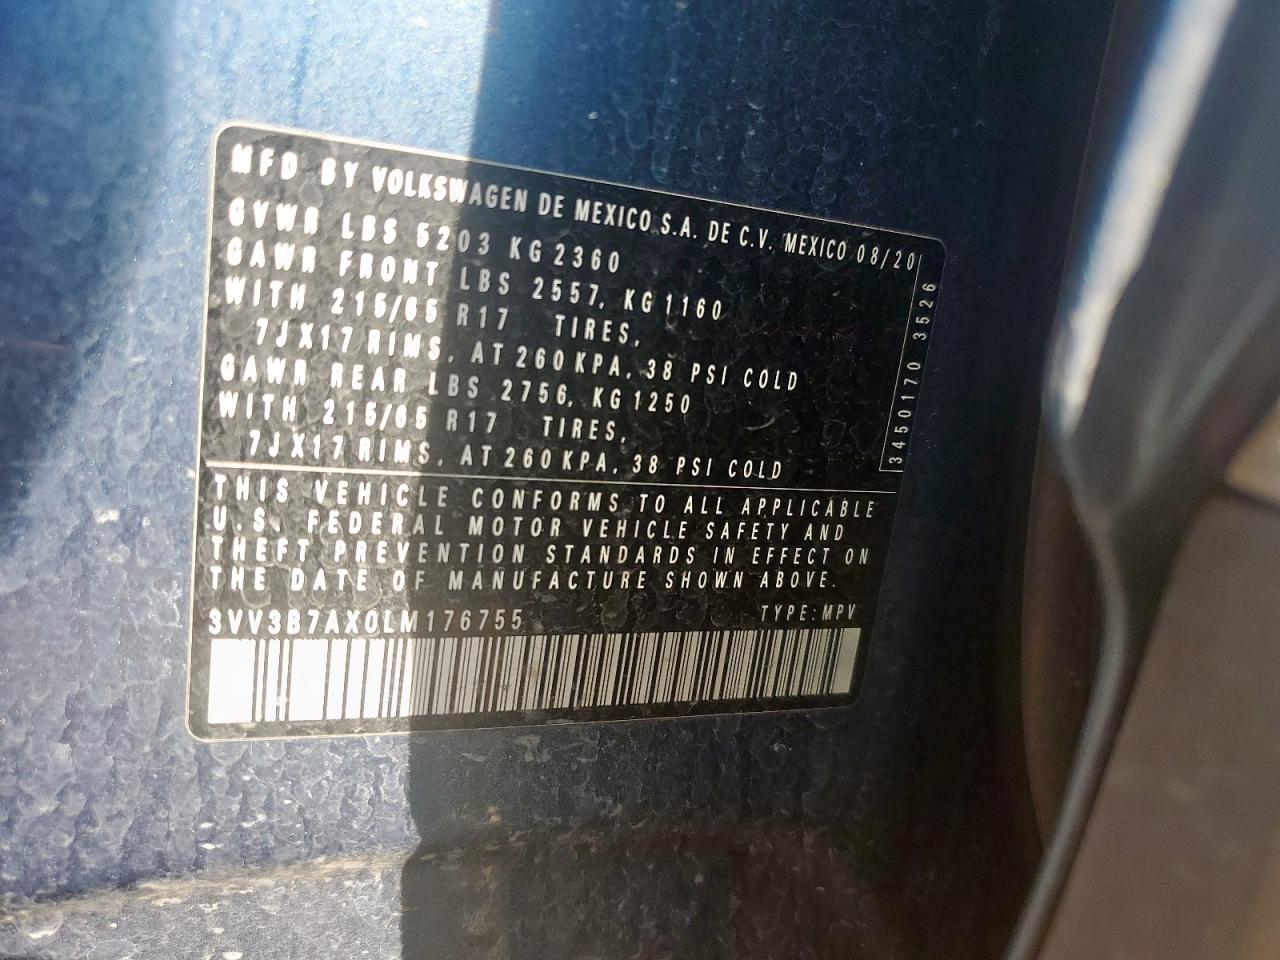 MFD BY VOLKSWAGEN DE MEXICO S.A. DE C.V. MEXICO 08/20
GVWR LBS 5203 KG 2360
GAWR FRONT LBS 2557, KG 1160
WITH 215/65 R17 TIRES,
7JX17 RIMS, AT 260 KPA, 38 PSI COLD
GAWR REAR LBS 2756, KG 1250
WITH 215/65 R17 TIRES,
7JX17 RIMS, AT 260 KPA, 38 PSI COLD
34501170 3526
THIS VEHICLE CONFORMS TO ALL APPLICABLE
U.S. FEDERAL MOTOR VEHICLE SAFETY AND
THEFT PREVENTION STANDARDS IN EFFECT ON
THE DATE OF MANUFACTURE SHOWN ABOVE.
3VV3B7AX0LM176755 TYPE: MPV